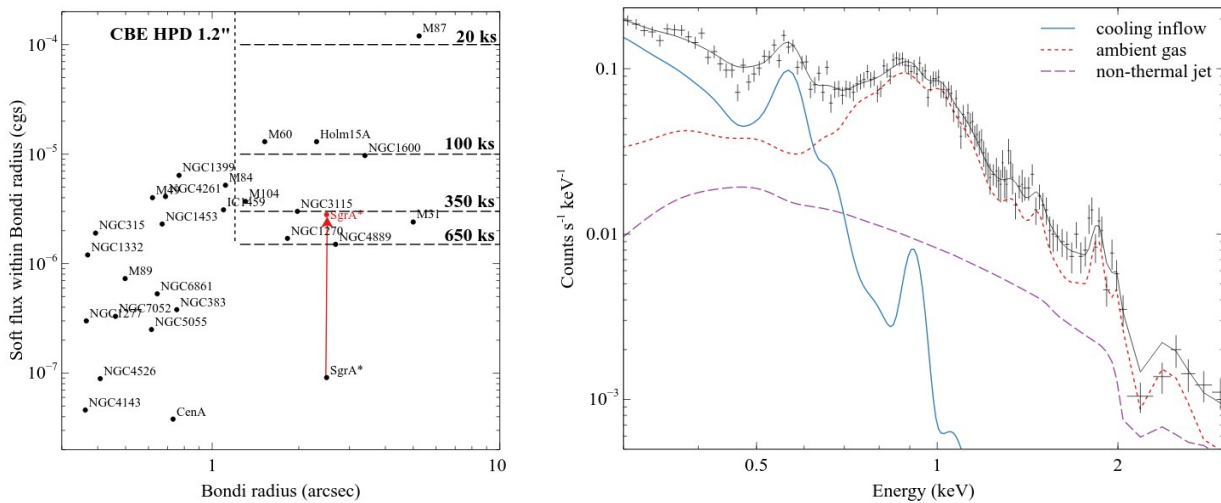 CBE HPD 1.2"
M87
20 ks
M60
Holm15A
NGC1600
100 ks
NGC1399
M84
M49
NGC4261
M104
IC1459
NGC3115
350 ks
SgrA*
M31
NGC315
NGC1453
NGC1270
NGC4889
650 ks
NGC1332
M89
NGC6861
NGC383
NGC7052
NGC1277
NGC5055
NGC4526
SgrA*
NGC4143
CenA
10⁻⁴
10⁻⁵
10⁻⁶
10⁻⁷
1
10
Bondi radius (arcsec)
Soft flux within Bondi radius (cgs)
cooling inflow
ambient gas
non-thermal jet
0.1
0.01
10⁻³
0.5
1
2
Energy (keV)
Counts s⁻¹ keV⁻¹